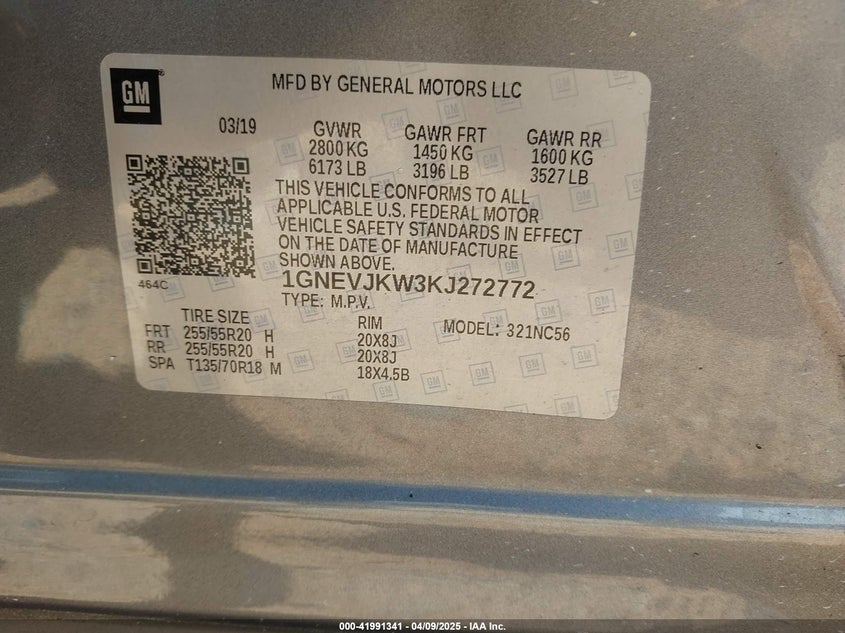 GM
MFD BY GENERAL MOTORS LLC
03/19
GVWR GAWR FRT GAWR RR
2800 KG 1450 KG 1600 KG
6173 LB 3196 LB 3527 LB
THIS VEHICLE CONFORMS TO ALL
APPLICABLE U.S. FEDERAL MOTOR
VEHICLE SAFETY STANDARDS IN EFFECT
ON THE DATE OF MANUFACTURE
SHOWN ABOVE.
464C
1GNEVJKW3KJ272772
TYPE: M.P.V.
TIRE SIZE RIM MODEL: 321NC56
FRT 255/55R20 H 20X8J
RR 255/55R20 H 20X8J
SPA T135/70R18 M 18X4.5B
000-41991341 | 04/09/2025 - IAA Inc.